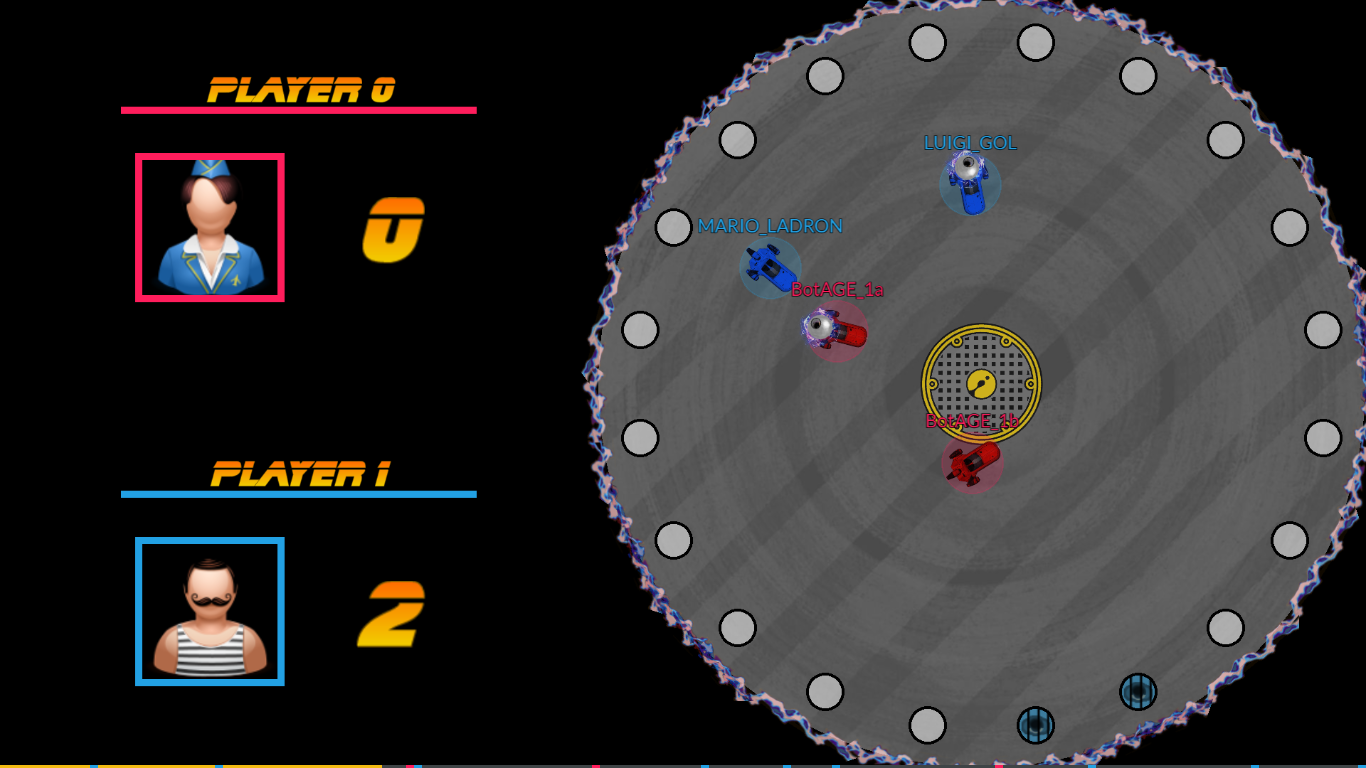 PLAYER 0
0
PLAYER 1
2
LUIGI_GOL
MARIO_LADRON
BotAGE_1a
BotAGE_1b